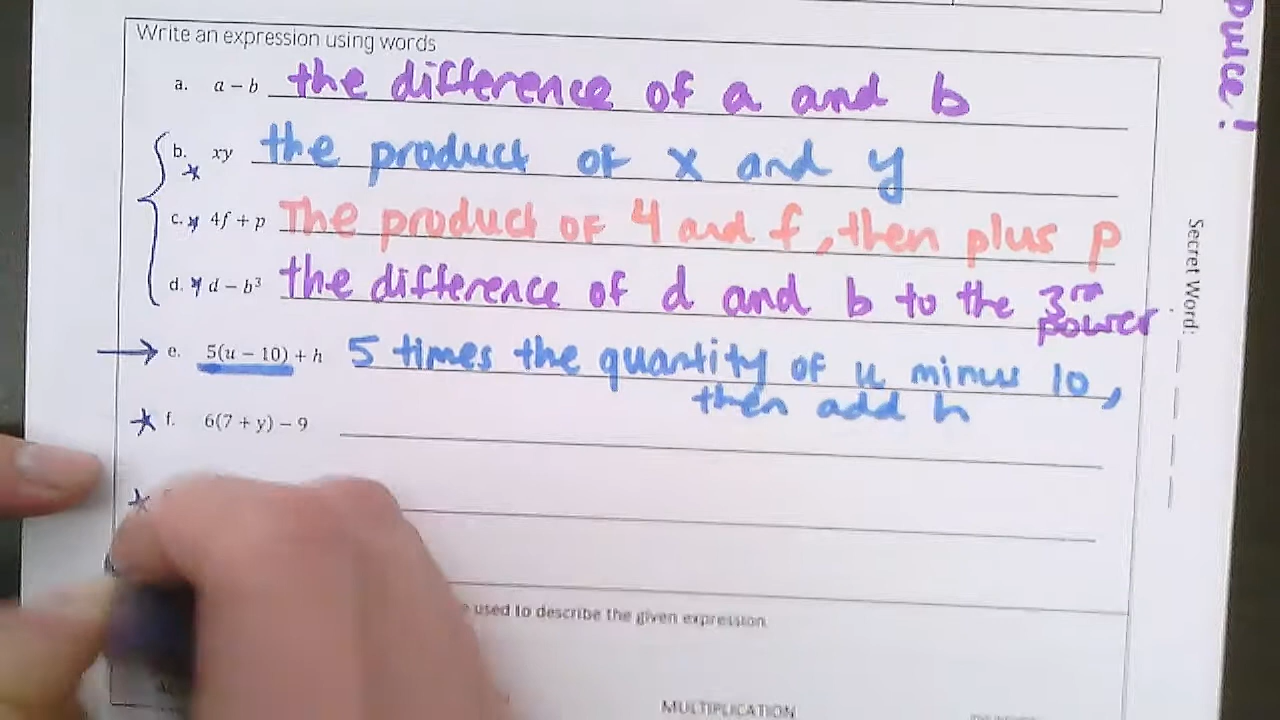 Write an expression using words
a. a − b the difference of a and b
b. xy the product of x and y
c. 4f + p The product of 4 and f, then plus p
d. d − b³ the difference of d and b to the 3rd
power
e. 5(u − 10) + h 5 times the quantity of u minus 10,
then add h
f. 6(7 + y) − 9
used to describe the given expression.
MULTIPLICATION
Secret Word: